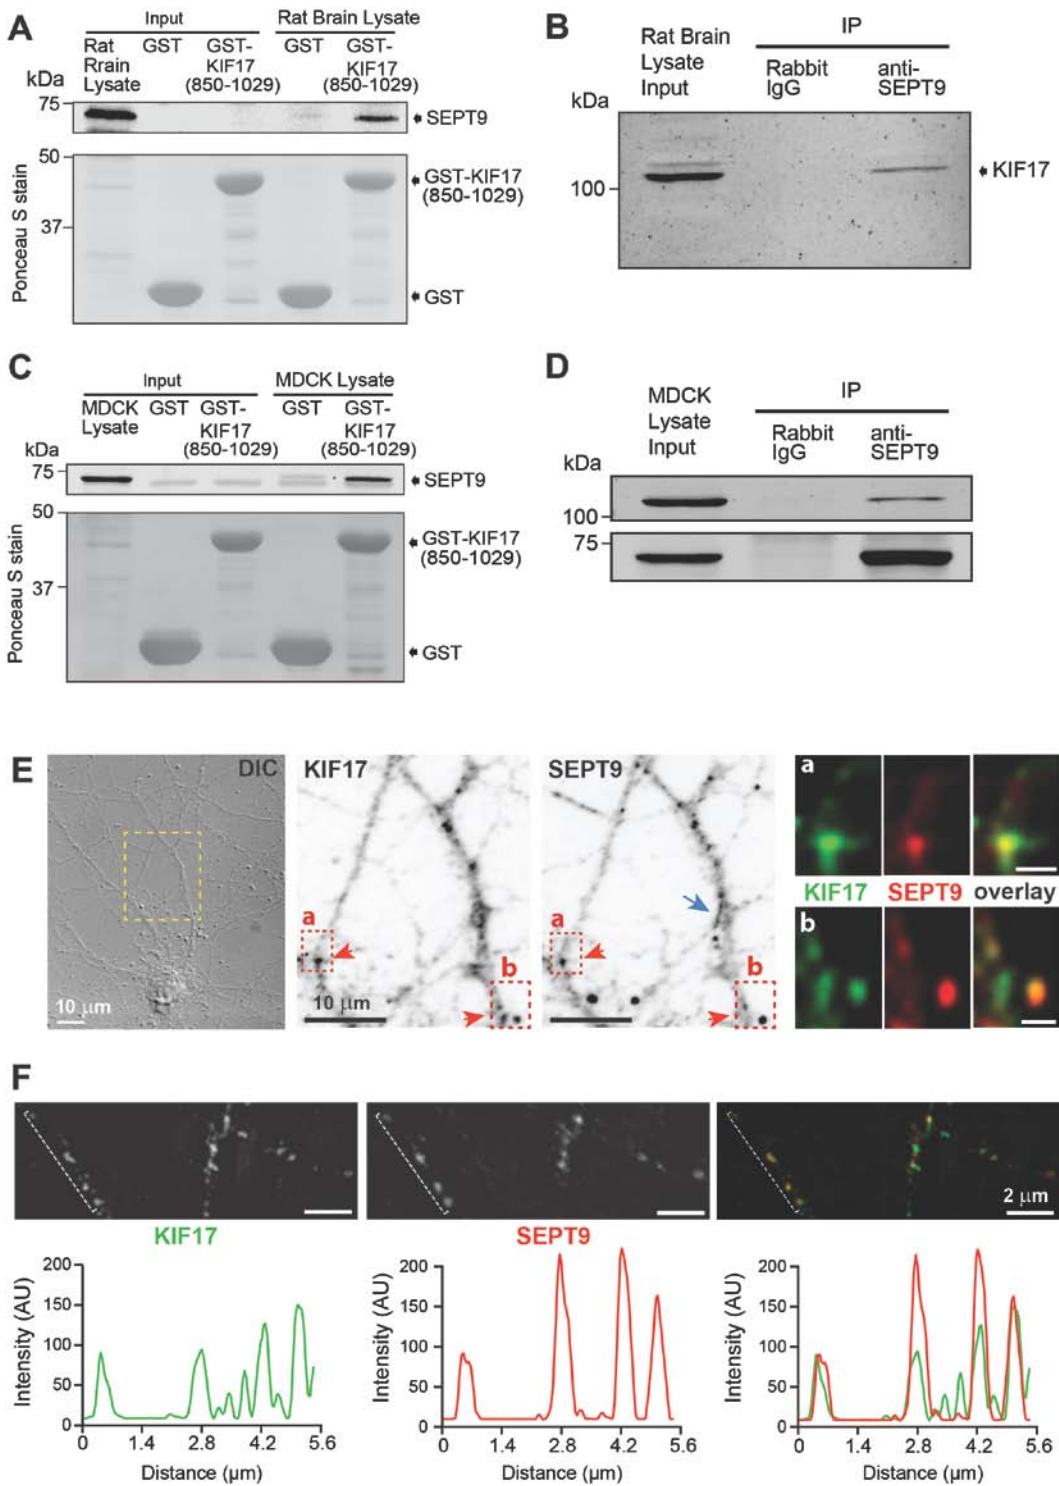 A
Input
Rat Brain Lysate
Rat
Rrain
Lysate
GST
GST-
KIF17
(850-1029)
GST
GST-
KIF17
(850-1029)
kDa
75
SEPT9
50
37
Ponceau S stain
GST-KIF17
(850-1029)
GST
B
Rat Brain
Lysate
Input
IP
Rabbit
IgG
anti-
SEPT9
kDa
100
KIF17
C
Input
MDCK Lysate
MDCK
Lysate
GST
GST-
KIF17
(850-1029)
GST
GST-
KIF17
(850-1029)
kDa
75
SEPT9
50
37
Ponceau S stain
GST-KIF17
(850-1029)
GST
D
MDCK
Lysate
Input
IP
Rabbit
IgG
anti-
SEPT9
kDa
100
75
E
DIC
10 μm
KIF17
a
b
10 μm
SEPT9
a
b
a
KIF17 SEPT9 overlay
b
F
2 μm
KIF17
SEPT9
Intensity (AU)
200
150
100
50
0
0 1.4 2.8 4.2 5.6
Distance (μm)
Intensity (AU)
200
150
100
50
0
0 1.4 2.8 4.2 5.6
Distance (μm)
Intensity (AU)
200
150
100
50
0
0 1.4 2.8 4.2 5.6
Distance (μm)